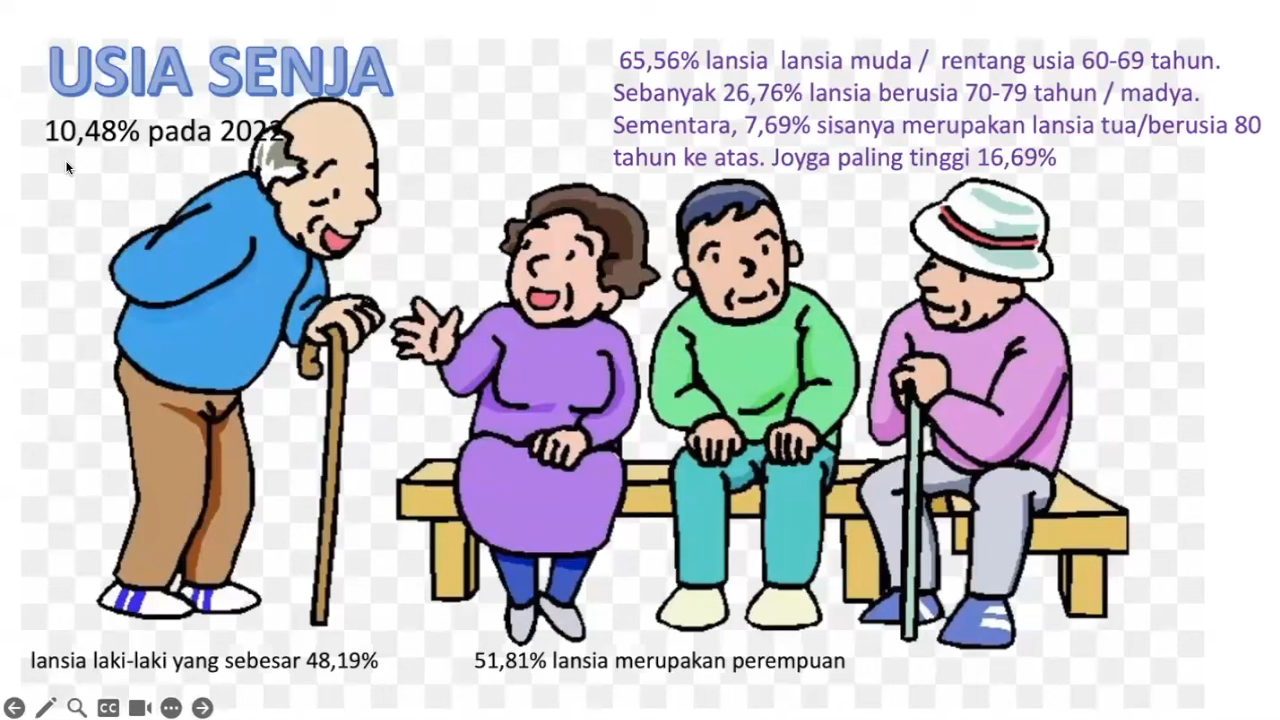 USIA SENJA
10,48% pada 2022
65,56% lansia lansia muda / rentang usia 60-69 tahun.
Sebanyak 26,76% lansia berusia 70-79 tahun / madya.
Sementara, 7,69% sisanya merupakan lansia tua/berusia 80
tahun ke atas. Joyga paling tinggi 16,69%
lansia laki-laki yang sebesar 48,19%
51,81% lansia merupakan perempuan
CC